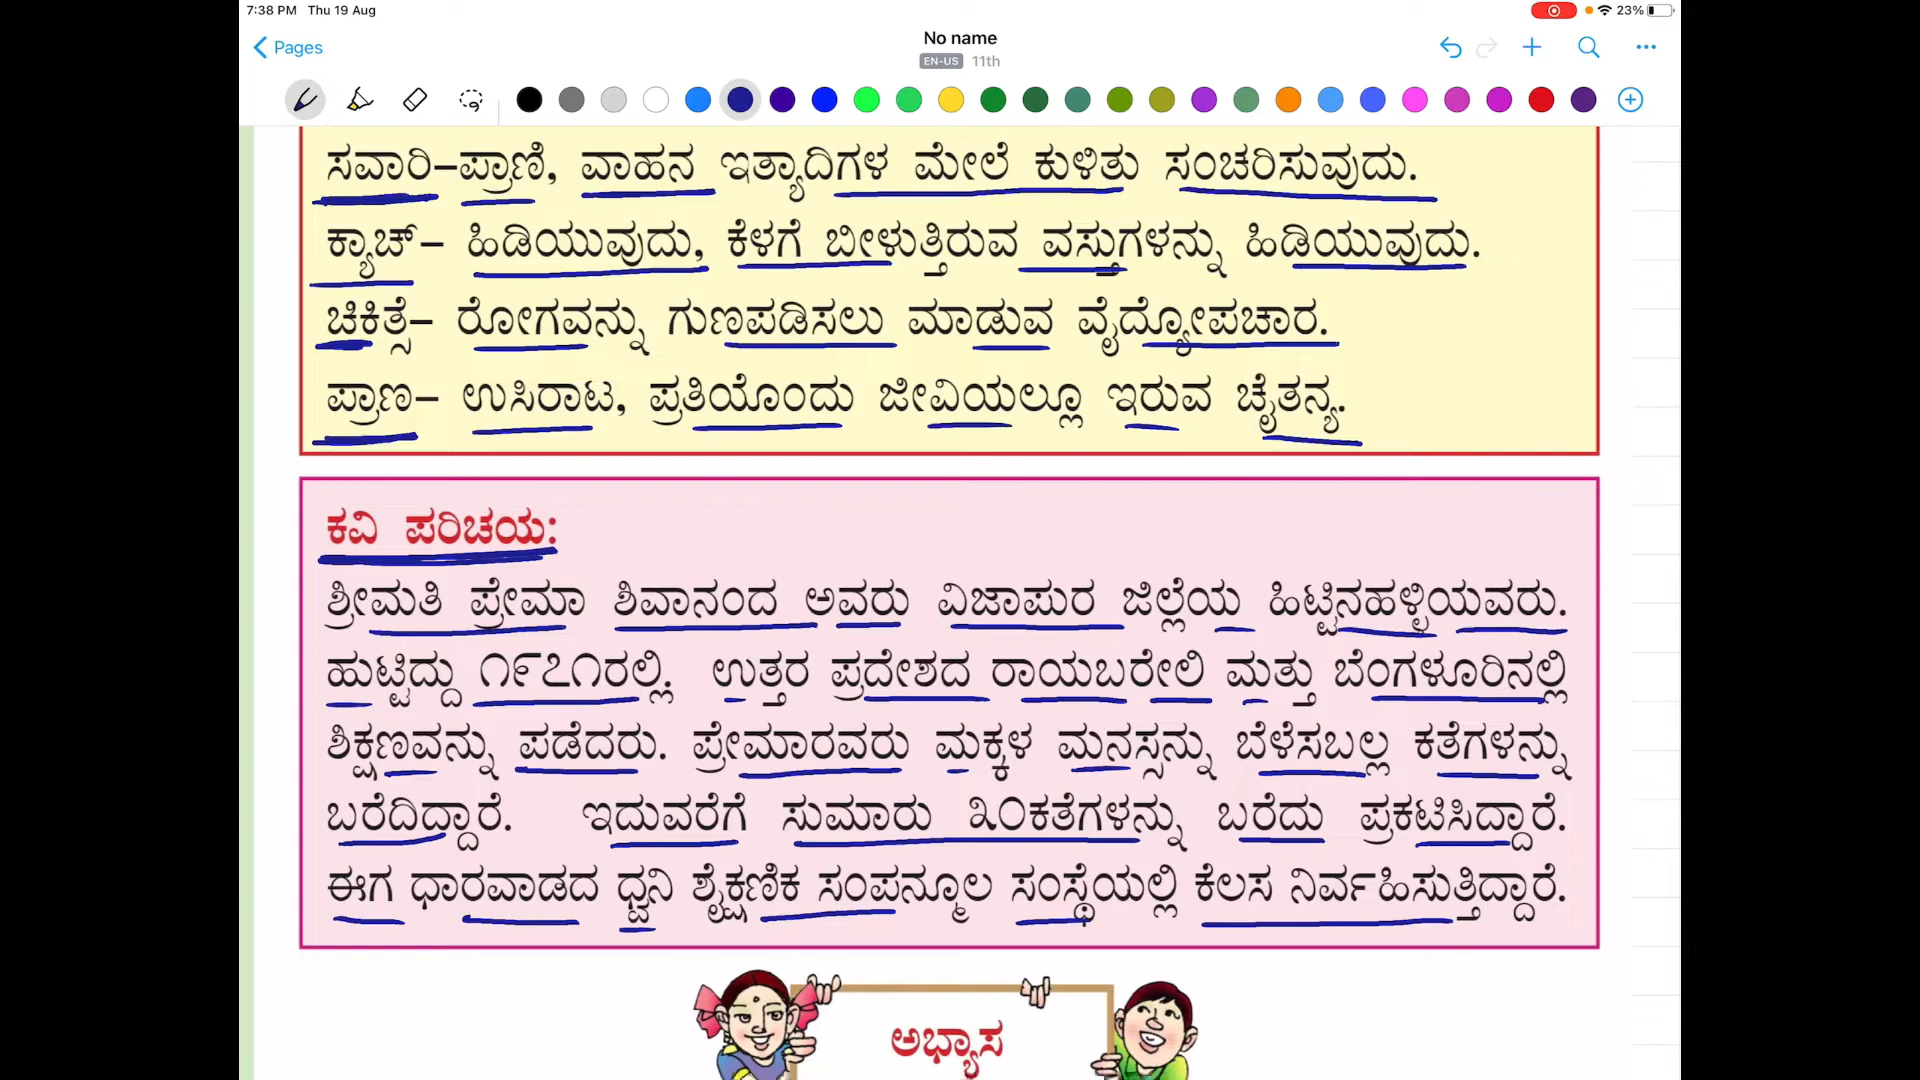 7:38 PM Thu 19 Aug
23%
Pages
No name
EN-US 11th
ಸವಾರಿ–ಪ್ರಾಣಿ, ವಾಹನ ಇತ್ಯಾದಿಗಳ ಮೇಲೆ ಕುಳಿತು ಸಂಚರಿಸುವುದು.
ಕ್ಯಾಚ್– ಹಿಡಿಯುವುದು, ಕೆಳಗೆ ಬೀಳುತ್ತಿರುವ ವಸ್ತುಗಳನ್ನು ಹಿಡಿಯುವುದು.
ಚಿಕಿತ್ಸೆ– ರೋಗವನ್ನು ಗುಣಪಡಿಸಲು ಮಾಡುವ ವೈದ್ಯೋಪಚಾರ.
ಪ್ರಾಣ– ಉಸಿರಾಟ, ಪ್ರತಿಯೊಂದು ಜೀವಿಯಲ್ಲೂ ಇರುವ ಚೈತನ್ಯ.
ಕವಿ ಪರಿಚಯ:
ಶ್ರೀಮತಿ ಪ್ರೇಮಾ ಶಿವಾನಂದ ಅವರು ವಿಜಾಪುರ ಜಿಲ್ಲೆಯ ಹಿಟ್ಟಿನಹಳ್ಳಿಯವರು.
ಹುಟ್ಟಿದ್ದು ೧೯೭೧ರಲ್ಲಿ. ಉತ್ತರ ಪ್ರದೇಶದ ರಾಯಬರೇಲಿ ಮತ್ತು ಬೆಂಗಳೂರಿನಲ್ಲಿ
ಶಿಕ್ಷಣವನ್ನು ಪಡೆದರು. ಪ್ರೇಮಾರವರು ಮಕ್ಕಳ ಮನಸ್ಸನ್ನು ಬೆಳೆಸಬಲ್ಲ ಕತೆಗಳನ್ನು
ಬರೆದಿದ್ದಾರೆ. ಇದುವರೆಗೆ ಸುಮಾರು ೩೦ಕತೆಗಳನ್ನು ಬರೆದು ಪ್ರಕಟಿಸಿದ್ದಾರೆ.
ಈಗ ಧಾರವಾಡದ ಧ್ವನಿ ಶೈಕ್ಷಣಿಕ ಸಂಪನ್ಮೂಲ ಸಂಸ್ಥೆಯಲ್ಲಿ ಕೆಲಸ ನಿರ್ವಹಿಸುತ್ತಿದ್ದಾರೆ.
ಅಭ್ಯಾಸ